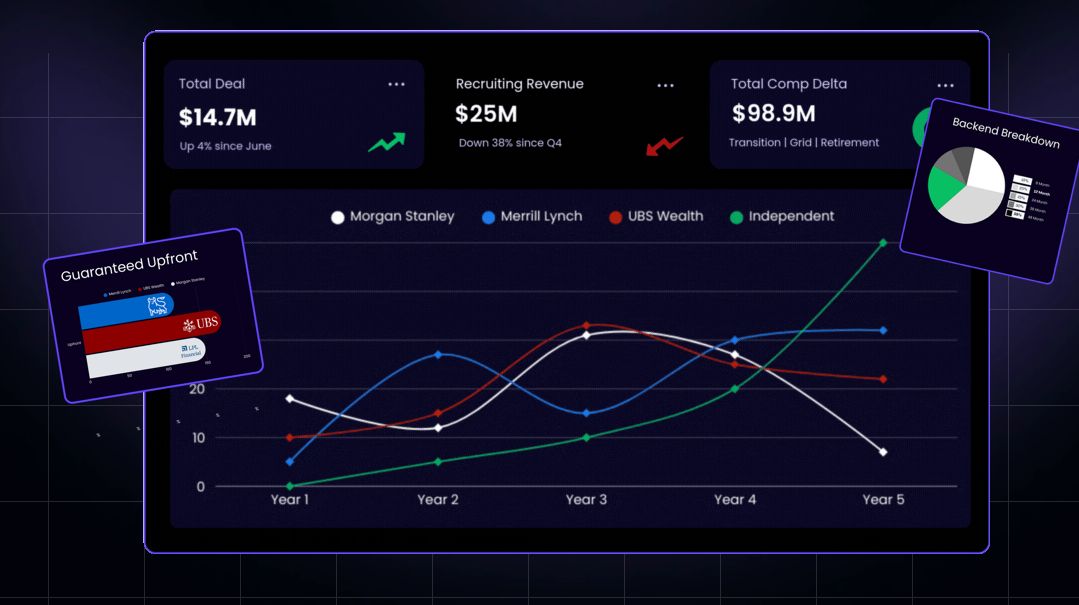 Total Deal
$14.7M
Up 4% since June
Recruiting Revenue
$25M
Down 38% since Q4
Total Comp Delta
$98.9M
Transition | Grid | Retirement
Backend Breakdown
Morgan Stanley
Merrill Lynch
UBS Wealth
Independent
Guaranteed Upfront
Merrill Lynch
UBS Wealth
Morgan Stanley
UBS
LPL
Financial
Upfront
20
10
0
Year 1
Year 2
Year 3
Year 4
Year 5